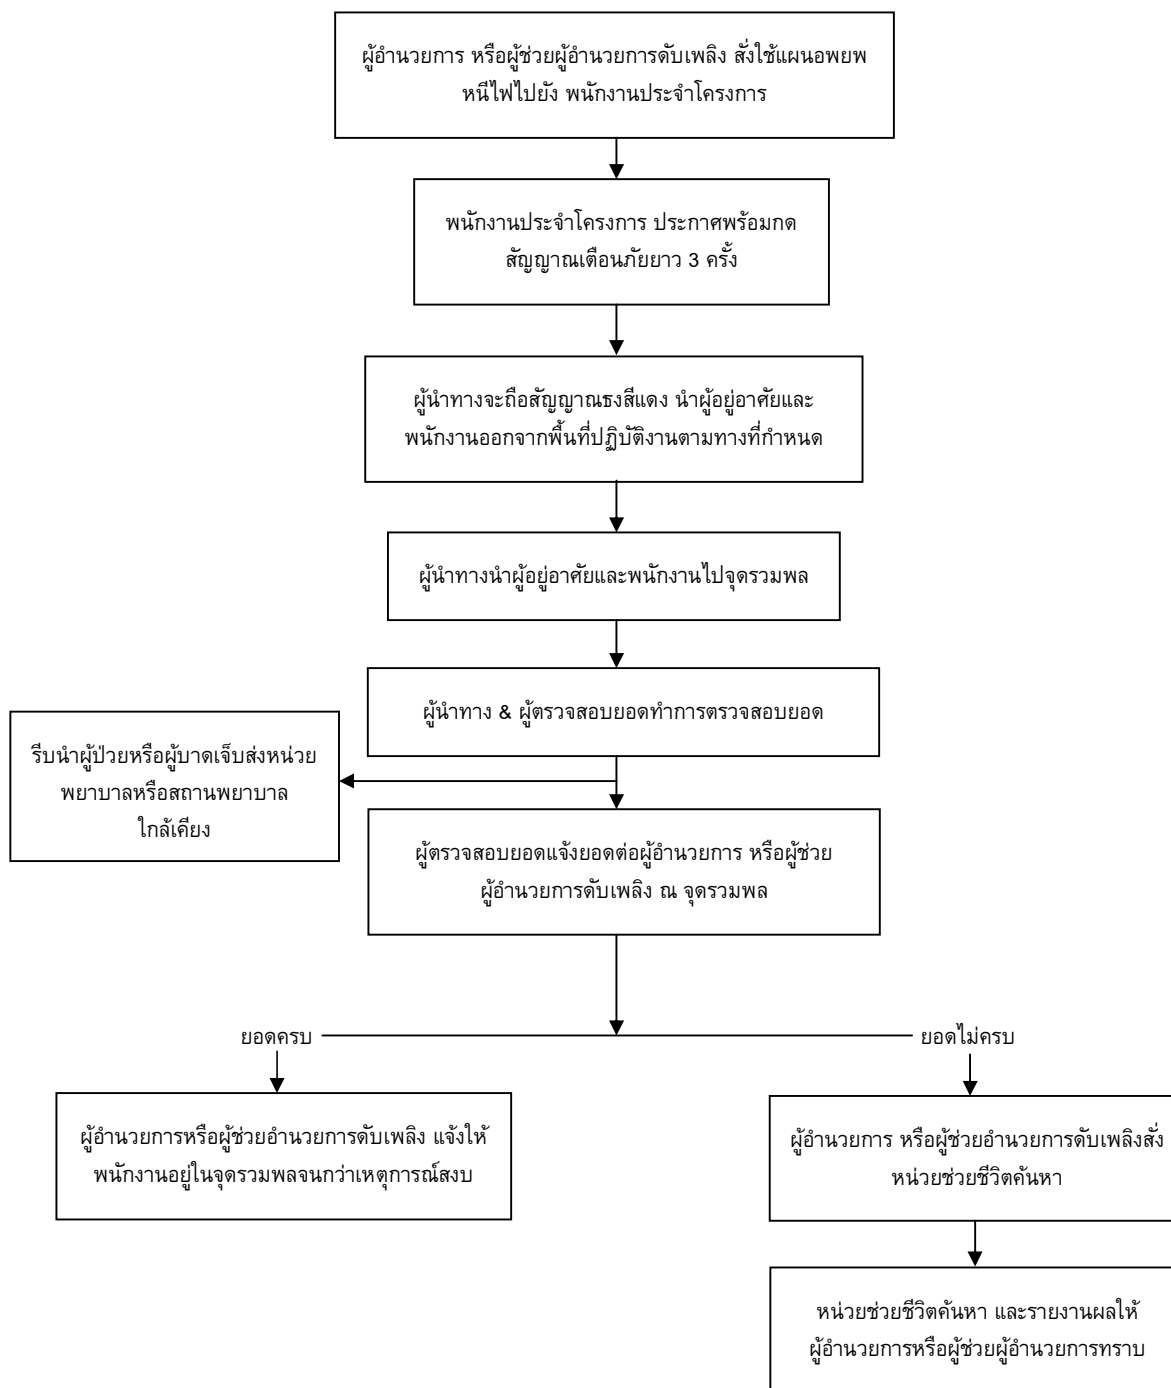 ผู้อำนวยการ หรือผู้ช่วยผู้อำนวยการดับเพลิง สั่งใช้แผนอพยพ
หนีไฟไปยัง พนักงานประจำโครงการ
พนักงานประจำโครงการ ประกาศพร้อมกด
สัญญาณเตือนภัยยาว 3 ครั้ง
ผู้นำทางจะถือสัญญาณธงสีแดง นำผู้อยู่อาศัยและ
พนักงานออกจากพื้นที่ปฏิบัติงานตามทางที่กำหนด
ผู้นำทางนำผู้อยู่อาศัยและพนักงานไปจุดรวมพล
ผู้นำทาง & ผู้ตรวจสอบยอดทำการตรวจสอบยอด
รีบนำผู้ป่วยหรือผู้บาดเจ็บส่งหน่วย
พยาบาลหรือสถานพยาบาล
ใกล้เคียง
ผู้ตรวจสอบยอดแจ้งยอดต่อผู้อำนวยการ หรือผู้ช่วย
ผู้อำนวยการดับเพลิง ณ จุดรวมพล
ยอดครบ
ยอดไม่ครบ
ผู้อำนวยการหรือผู้ช่วยอำนวยการดับเพลิง แจ้งให้
พนักงานอยู่ในจุดรวมพลจนกว่าเหตุการณ์สงบ
ผู้อำนวยการ หรือผู้ช่วยอำนวยการดับเพลิงสั่ง
หน่วยช่วยชีวิตค้นหา
หน่วยช่วยชีวิตค้นหา และรายงานผลให้
ผู้อำนวยการหรือผู้ช่วยผู้อำนวยการทราบ